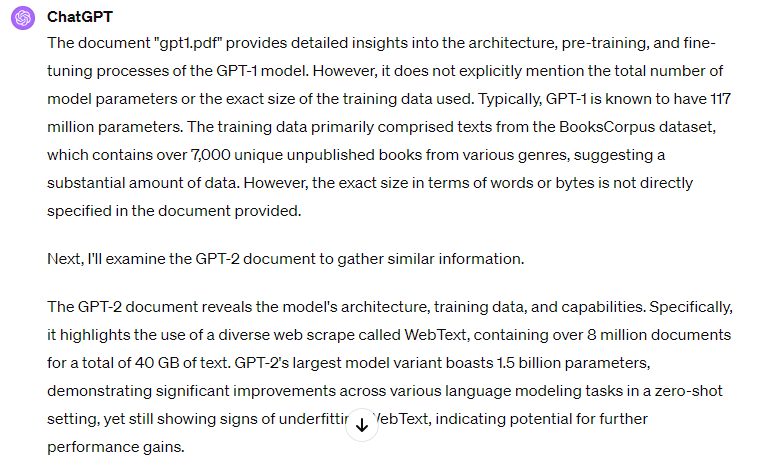 ChatGPT
The document "gpt1.pdf" provides detailed insights into the architecture, pre-training, and fine-
tuning processes of the GPT-1 model. However, it does not explicitly mention the total number of
model parameters or the exact size of the training data used. Typically, GPT-1 is known to have 117
million parameters. The training data primarily comprised texts from the BooksCorpus dataset,
which contains over 7,000 unique unpublished books from various genres, suggesting a
substantial amount of data. However, the exact size in terms of words or bytes is not directly
specified in the document provided.
Next, I'll examine the GPT-2 document to gather similar information.
The GPT-2 document reveals the model's architecture, training data, and capabilities. Specifically,
it highlights the use of a diverse web scrape called WebText, containing over 8 million documents
for a total of 40 GB of text. GPT-2's largest model variant boasts 1.5 billion parameters,
demonstrating significant improvements across various language modeling tasks in a zero-shot
setting, yet still showing signs of WebText, indicating potential for further
performance gains.